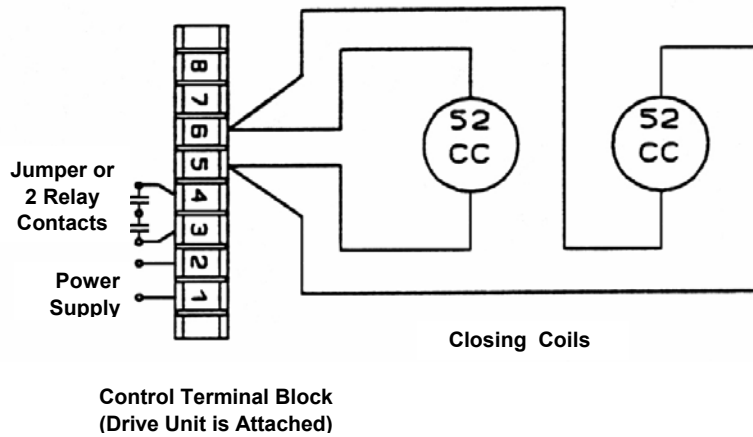 8
7
6
5
4
3
2
1
Jumper or
2 Relay
Contacts
Power
Supply
52
CC
52
CC
Closing Coils
Control Terminal Block
(Drive Unit is Attached)